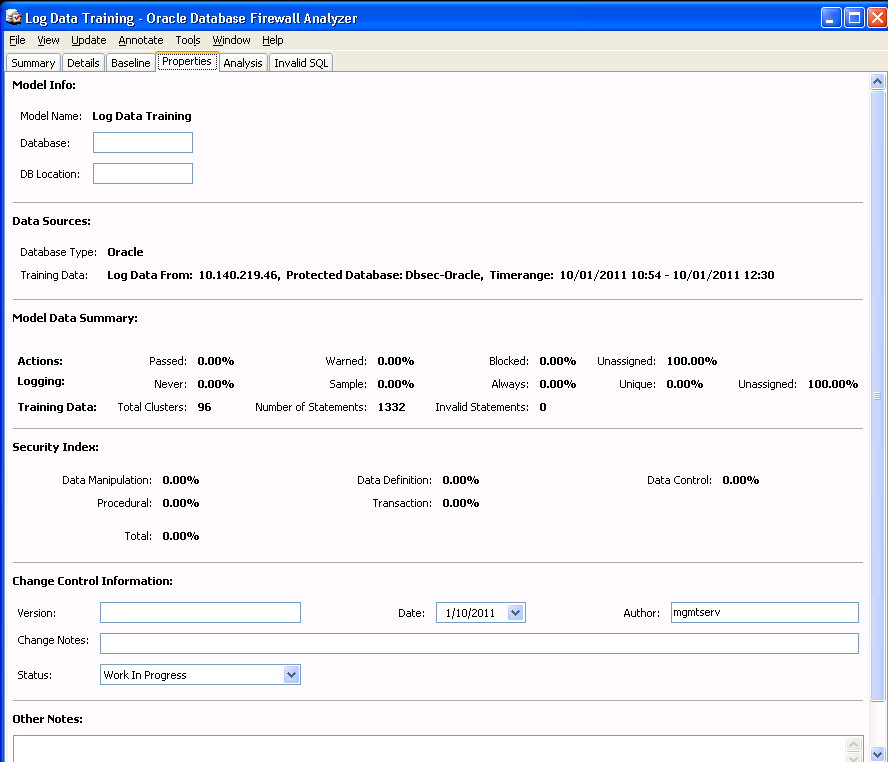 Log Data Training - Oracle Database Firewall Analyzer
File View Update Annotate Tools Window Help
Summary Details Baseline Properties Analysis Invalid SQL
Model Info:
Model Name: Log Data Training
Database:
DB Location:
Data Sources:
Database Type: Oracle
Training Data: Log Data From: 10.140.219.46, Protected Database: Dbsec-Oracle, Timerange: 10/01/2011 10:54 - 10/01/2011 12:30
Model Data Summary:
Actions: Passed: 0.00% Warned: 0.00% Blocked: 0.00% Unassigned: 100.00%
Logging: Never: 0.00% Sample: 0.00% Always: 0.00% Unique: 0.00% Unassigned: 100.00%
Training Data: Total Clusters: 96 Number of Statements: 1332 Invalid Statements: 0
Security Index:
Data Manipulation: 0.00% Data Definition: 0.00% Data Control: 0.00%
Procedural: 0.00% Transaction: 0.00%
Total: 0.00%
Change Control Information:
Version: Date: 1/10/2011 Author: mgmtserv
Change Notes:
Status: Work In Progress
Other Notes: